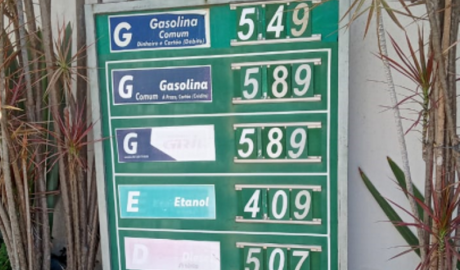 G Gasolina Comum 5.49
Dinheiro e Cartão (Débito)
G Gasolina 5.89
Comum A Prazo, Cartão (Crédito)
G 5.89
E Etanol 4.09
D 5.07